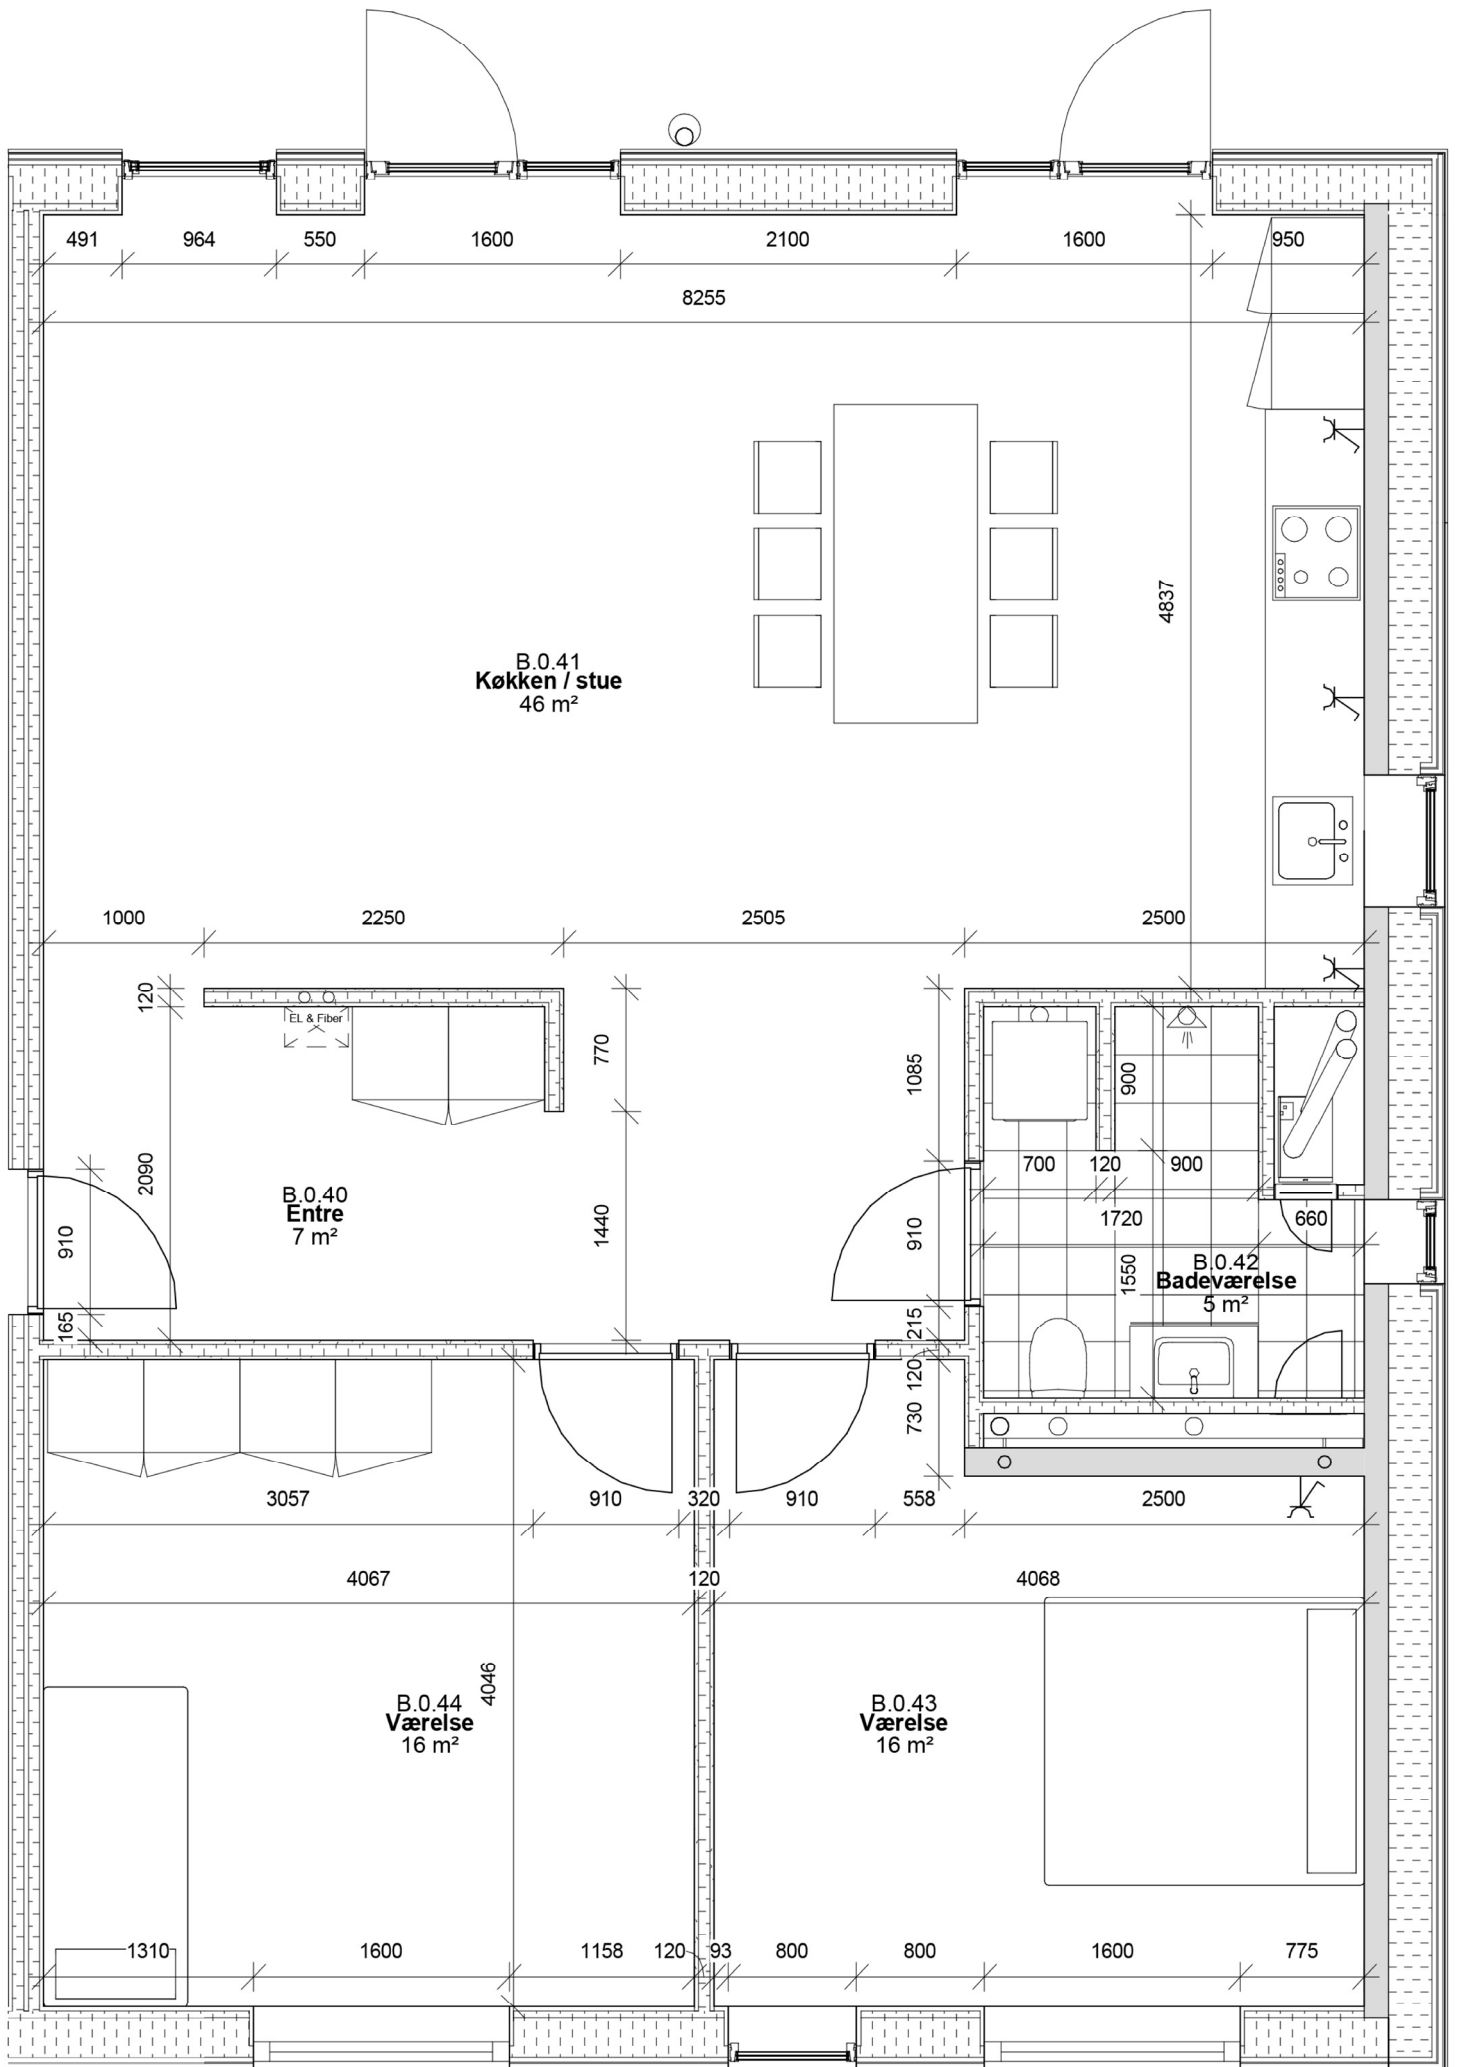 491 964 550 1600 2100 1600 950
8255
4837
B.0.41
Køkken / stue
46 m²
1000 2250 2505 2500
120
EL & Fiber
770
1085
900
2090
700 120 900
B.0.40
Entre
7 m²
910
1440
910
1720 660
1550
B.0.42
Badeværelse
5 m²
165
215
120
730
3057 910 320 910 558 2500
4067 120 4068
4046
B.0.44
Værelse
16 m²
B.0.43
Værelse
16 m²
1310 1600 1158 120 93 800 800 1600 775